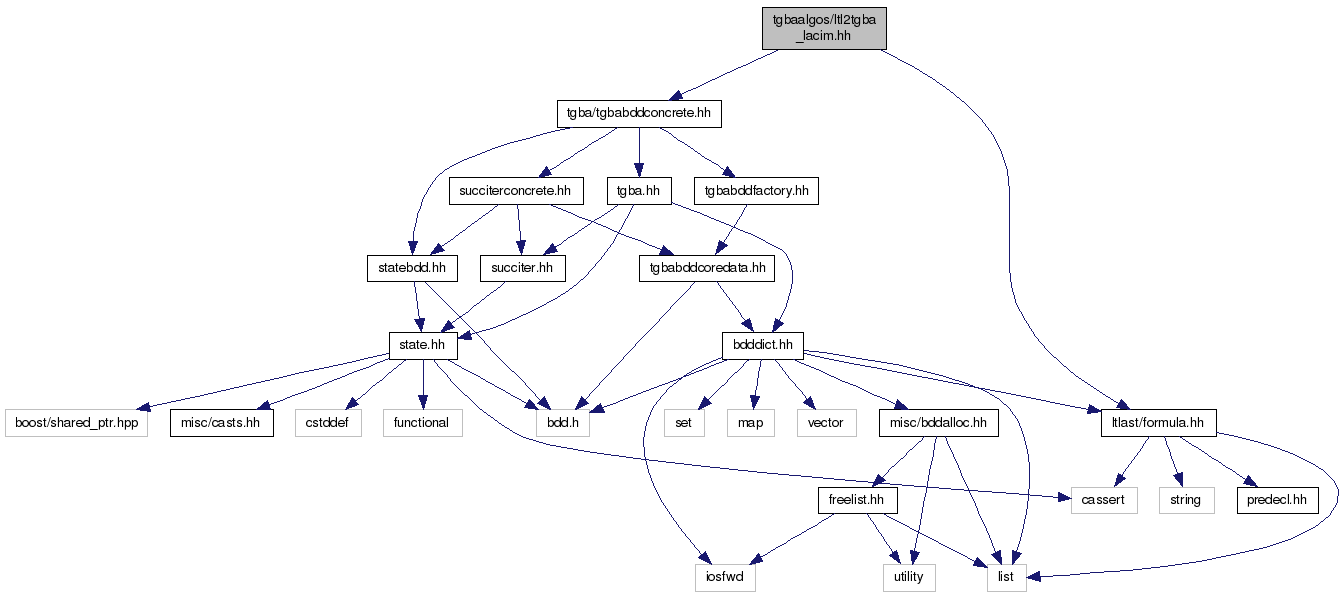 tgbaalgos/ltl2tgba
_lacim.hh
tgba/tgbabddconcrete.hh
succiterconcrete.hh
tgba.hh
tgbabddfactory.hh
statebdd.hh
succiter.hh
tgbabddcoredata.hh
state.hh
bdddict.hh
boost/shared_ptr.hpp
misc/casts.hh
cstddef
functional
bdd.h
set
map
vector
misc/bddalloc.hh
ltlast/formula.hh
freelist.hh
cassert
string
predecl.hh
iosfwd
utility
list